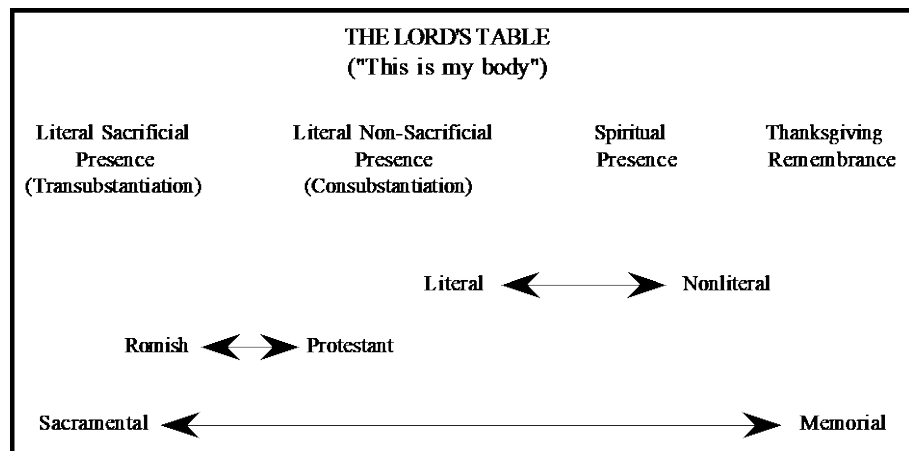 THE LORD'S TABLE
("This is my body")
Literal Sacrificial Presence (Transubstantiation)
Literal Non-Sacrificial Presence (Consubstantiation)
Spiritual Presence
Thanksgiving Remembrance
Literal Nonliteral
Romish Protestant
Sacramental Memorial